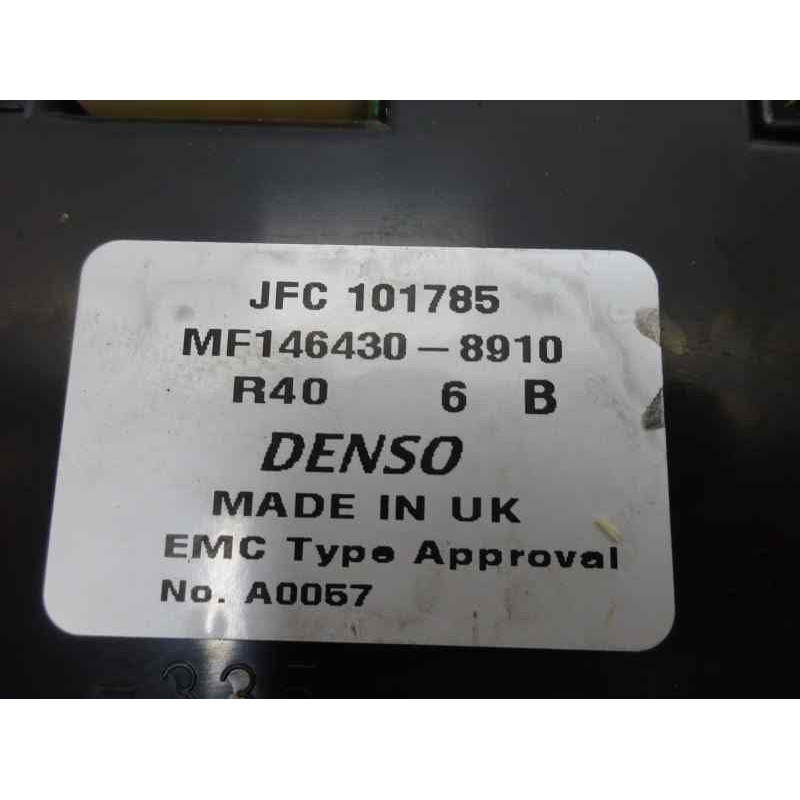 JFC 101785
MF146430-8910
R40 6 B
DENSO
MADE IN UK
EMC Type Approval
No. A0057